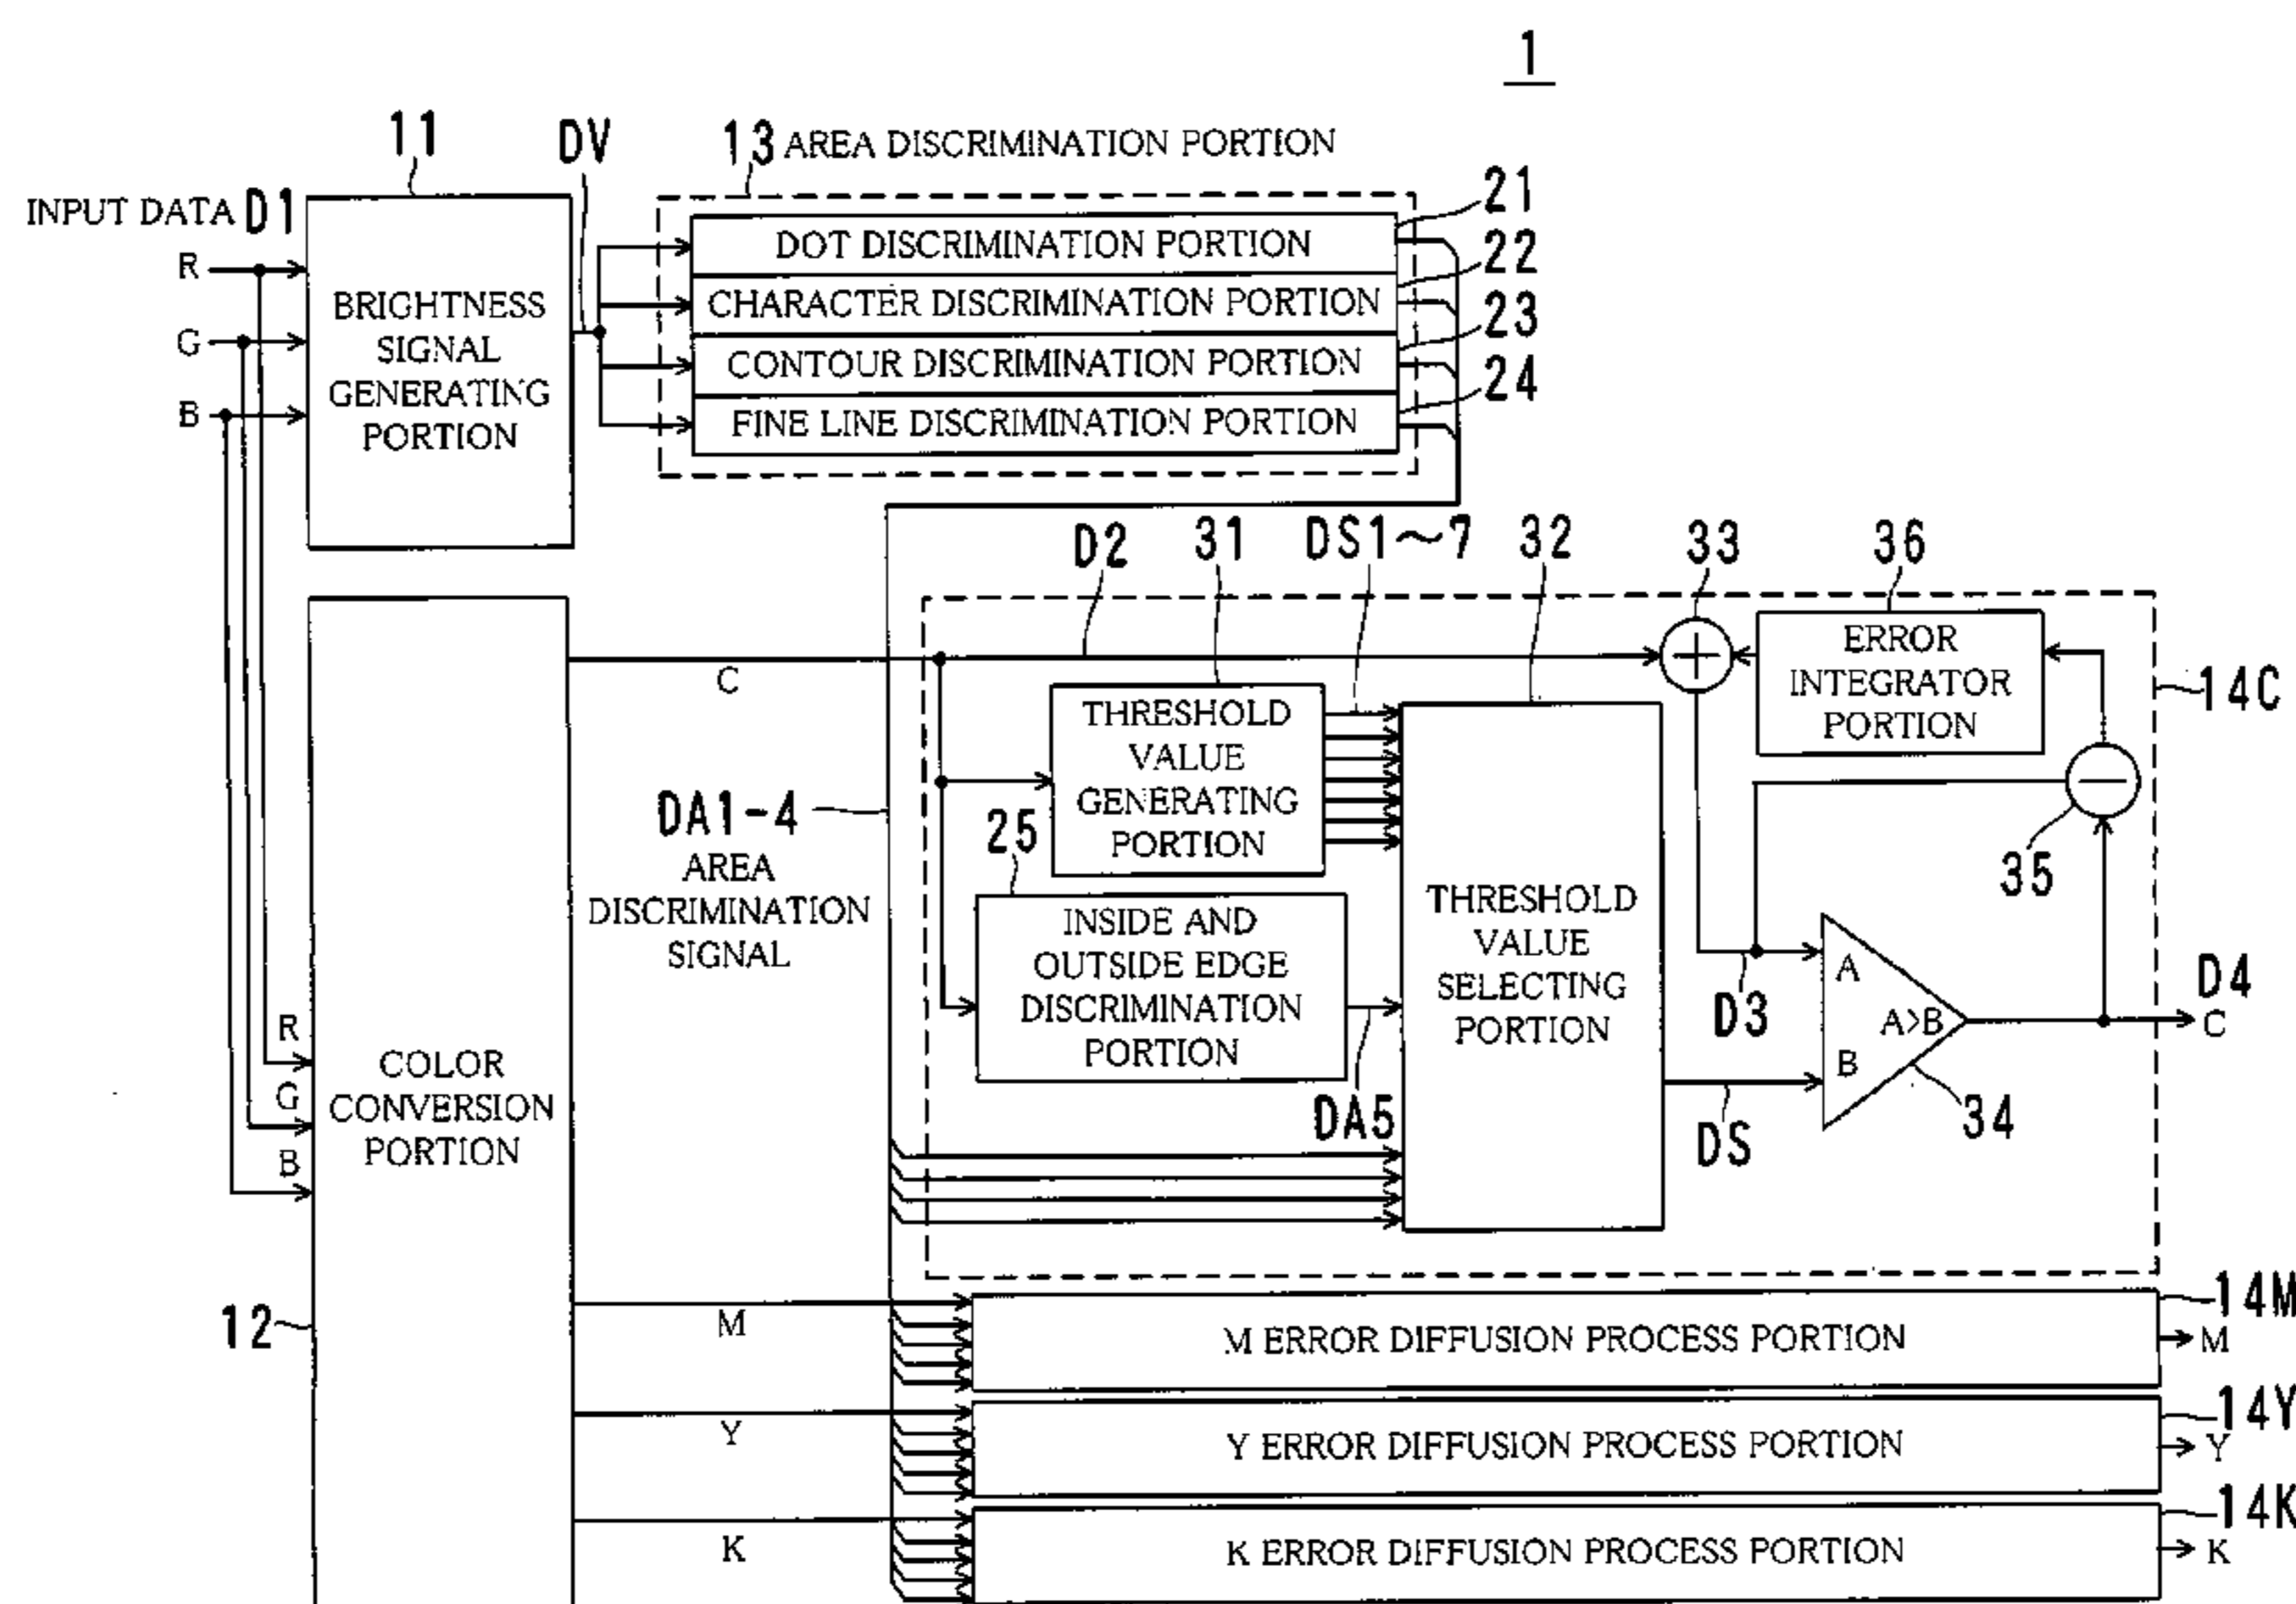 1
11
DV
13 AREA DISCRIMINATION PORTION
INPUT DATA D1
R
G
B
BRIGHTNESS
SIGNAL
GENERATING
PORTION
DOT DISCRIMINATION PORTION
CHARACTER DISCRIMINATION PORTION
CONTOUR DISCRIMINATION PORTION
FINE LINE DISCRIMINATION PORTION
21
22
23
24
D2
31
DS1~7
32
33
36
C
THRESHOLD
VALUE
GENERATING
PORTION
ERROR
INTEGRATOR
PORTION
14C
DA1-4
AREA
DISCRIMINATION
SIGNAL
25
INSIDE AND
OUTSIDE EDGE
DISCRIMINATION
PORTION
THRESHOLD
VALUE
SELECTING
PORTION
35
A
A>B
B
D3
D4
C
34
DA5
DS
R
G
B
COLOR
CONVERSION
PORTION
12
M
M ERROR DIFFUSION PROCESS PORTION
14M
M
Y
Y ERROR DIFFUSION PROCESS PORTION
14Y
Y
K
K ERROR DIFFUSION PROCESS PORTION
14K
K